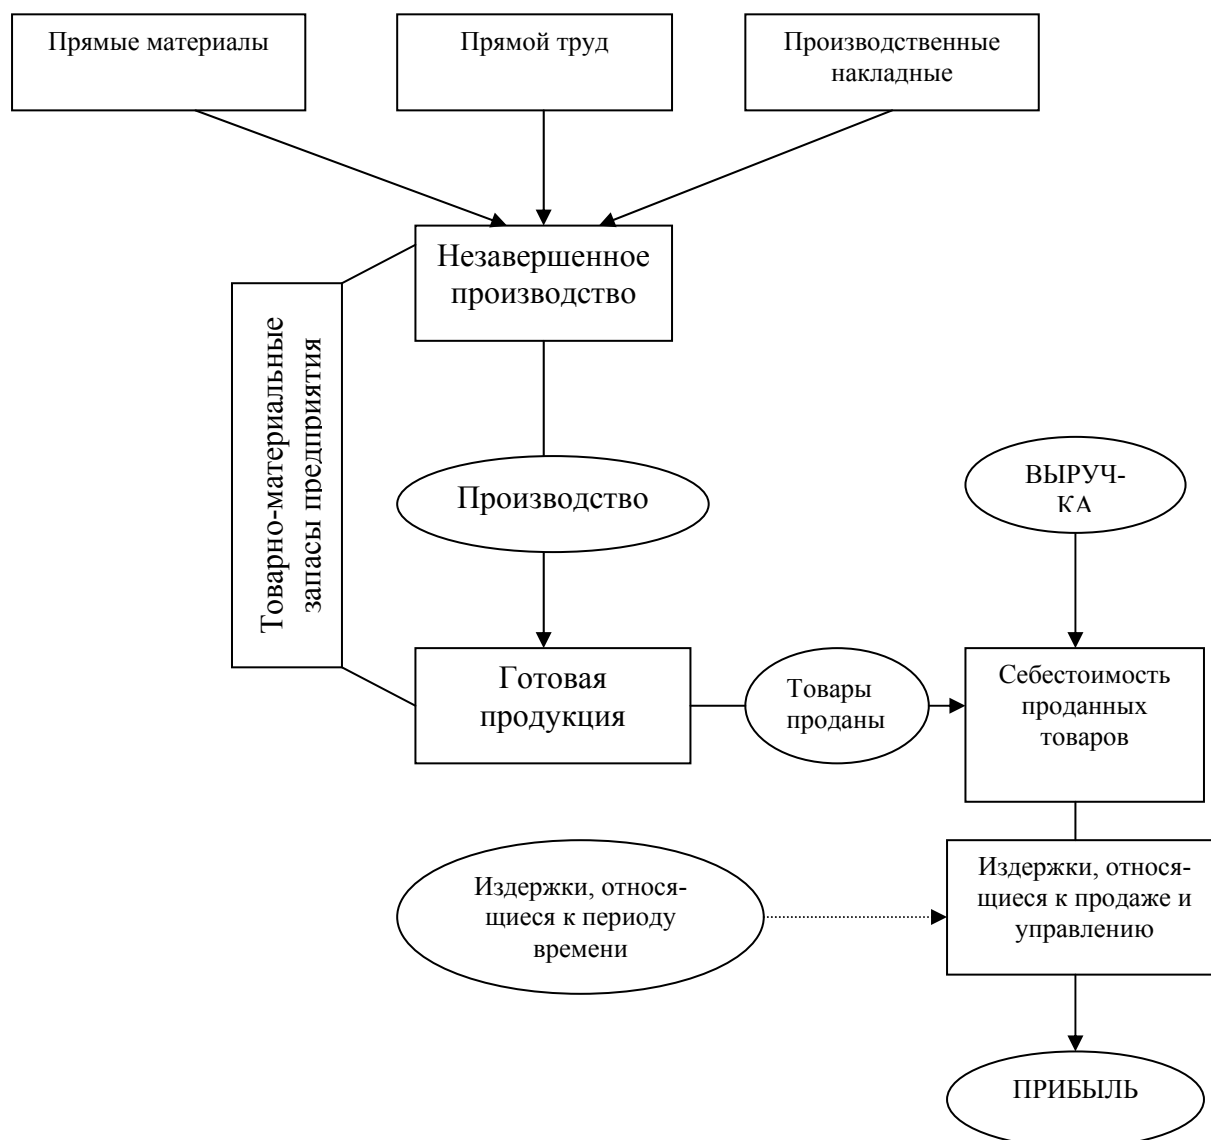 Прямые материалы
Прямой труд
Производственные
накладные
Незавершенное
производство
Товарно-материальные
запасы предприятия
Производство
ВЫРУЧ-
КА
Готовая
продукция
Товары
проданы
Себестоимость
проданных
товаров
Издержки, относя-
щиеся к периоду
времени
Издержки, относя-
щиеся к продаже и
управлению
ПРИБЫЛЬ